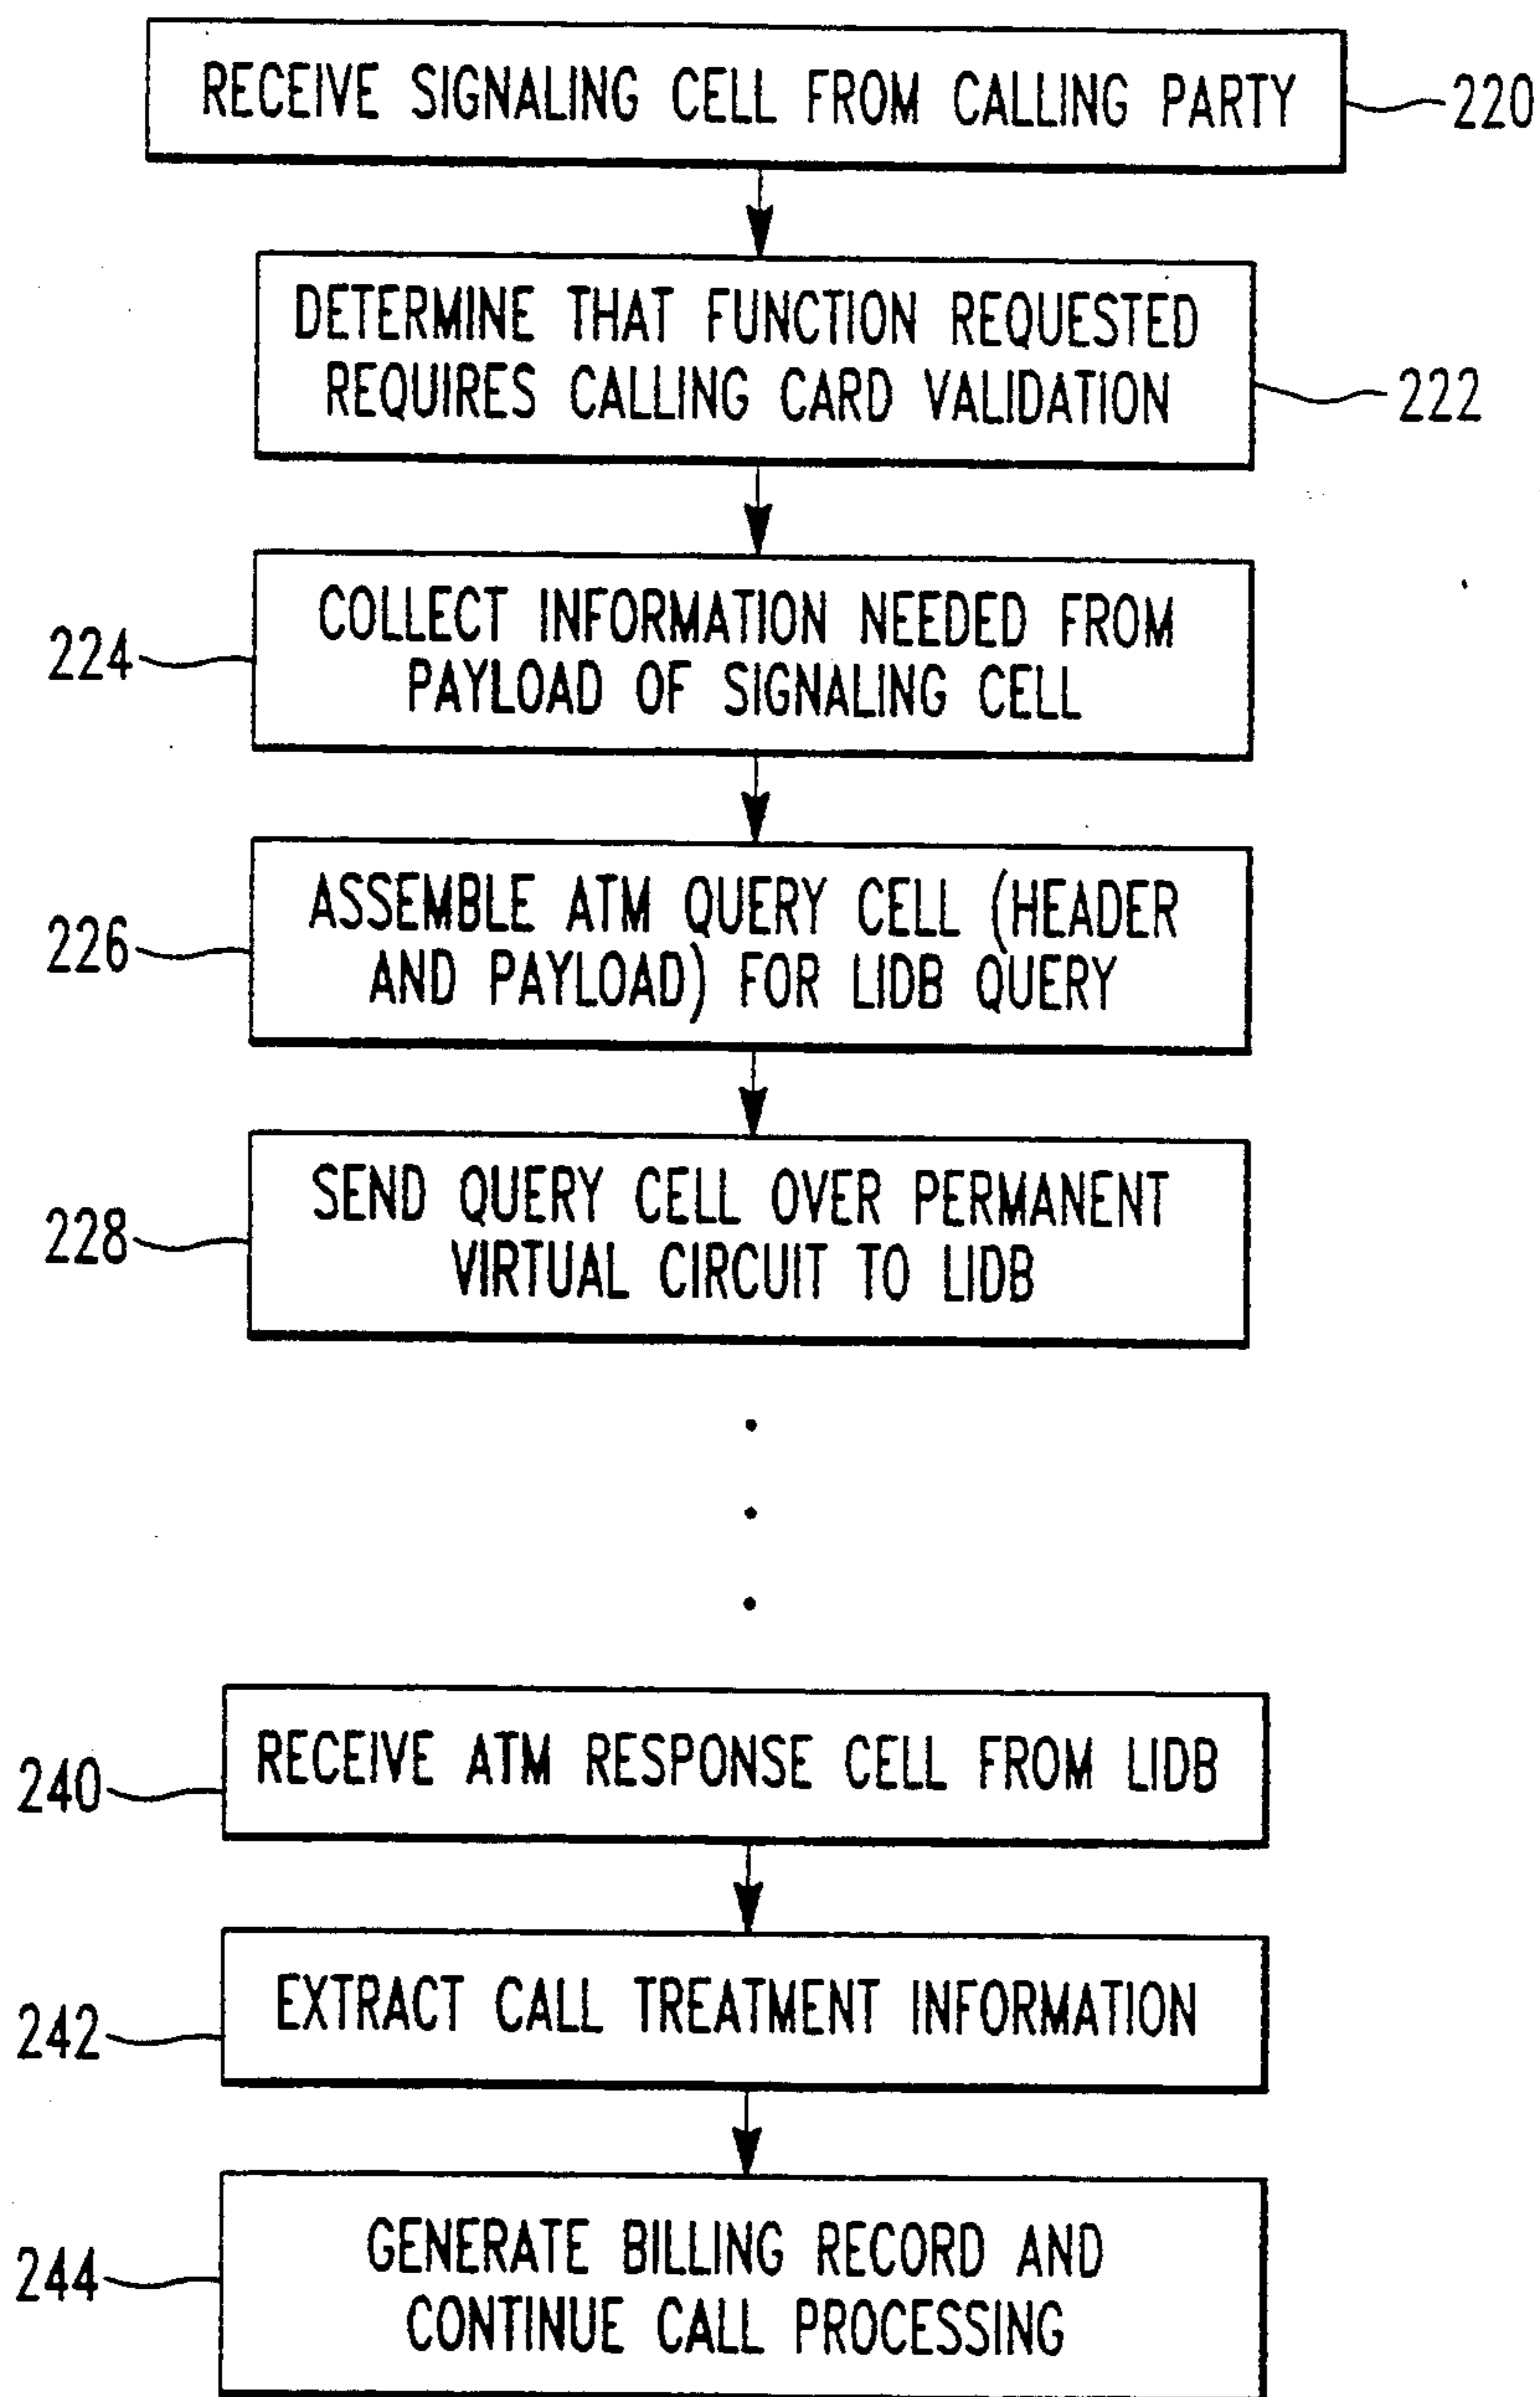 RECEIVE SIGNALING CELL FROM CALLING PARTY
220
DETERMINE THAT FUNCTION REQUESTED
REQUIRES CALLING CARD VALIDATION
222
COLLECT INFORMATION NEEDED FROM
PAYLOAD OF SIGNALING CELL
224
ASSEMBLE ATM QUERY CELL (HEADER
AND PAYLOAD) FOR LIDB QUERY
226
SEND QUERY CELL OVER PERMANENT
VIRTUAL CIRCUIT TO LIDB
228
RECEIVE ATM RESPONSE CELL FROM LIDB
240
EXTRACT CALL TREATMENT INFORMATION
242
GENERATE BILLING RECORD AND
CONTINUE CALL PROCESSING
244